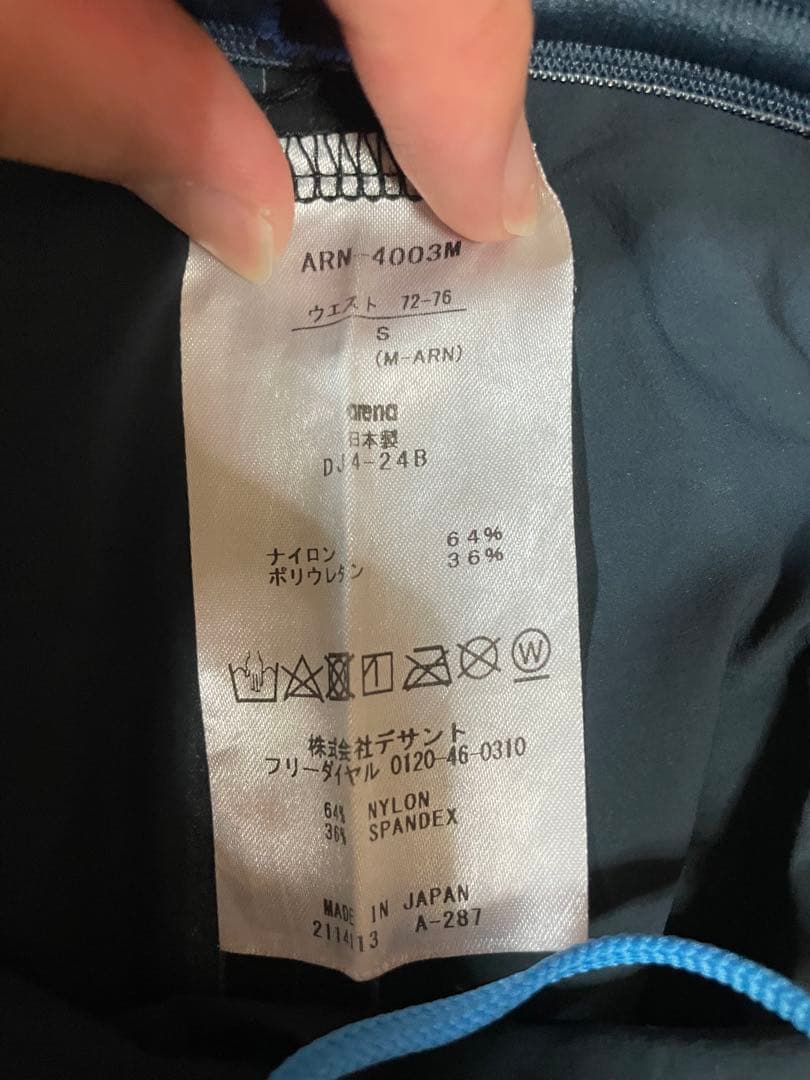 ARN-4003M
ウエスト 72-76
S
(M-ARN)
arena
日本製
DJ4-24B
ナイロン 64%
ポリウレタン 36%
W
株式会社デサント
フリーダイヤル 0120-46-0310
64% NYLON
36% SPANDEX
MADE IN JAPAN
A-287